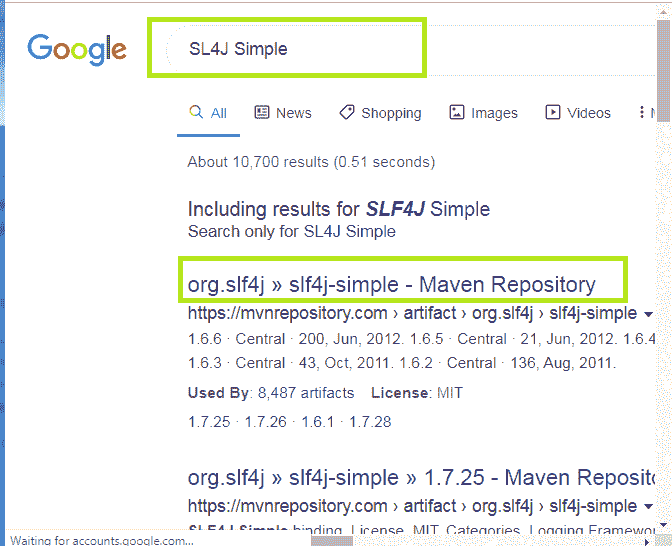 Google
SL4J Simple
All News Shopping Images Videos
About 10,700 results (0.51 seconds)
Including results for SLF4J Simple
Search only for SL4J Simple
org.slf4j » slf4j-simple - Maven Repository
https://mvnrepository.com › artifact › org.slf4j › slf4j-simple
1.6.6 · Central · 200, Jun, 2012. 1.6.5 · Central · 21, Jun, 2012. 1.6.4
1.6.3 · Central · 43, Oct, 2011. 1.6.2 · Central · 136, Aug, 2011.
Used By: 8,487 artifacts License: MIT
1.7.25 · 1.7.26 · 1.6.1 · 1.7.28
org.slf4j » slf4j-simple » 1.7.25 - Maven Reposito
https://mvnrepository.com › artifact › org.slf4j › slf4j-simple
SLF4J Simple binding. License, MIT. Categories, Logging Framewo
Waiting for accounts.google.com...